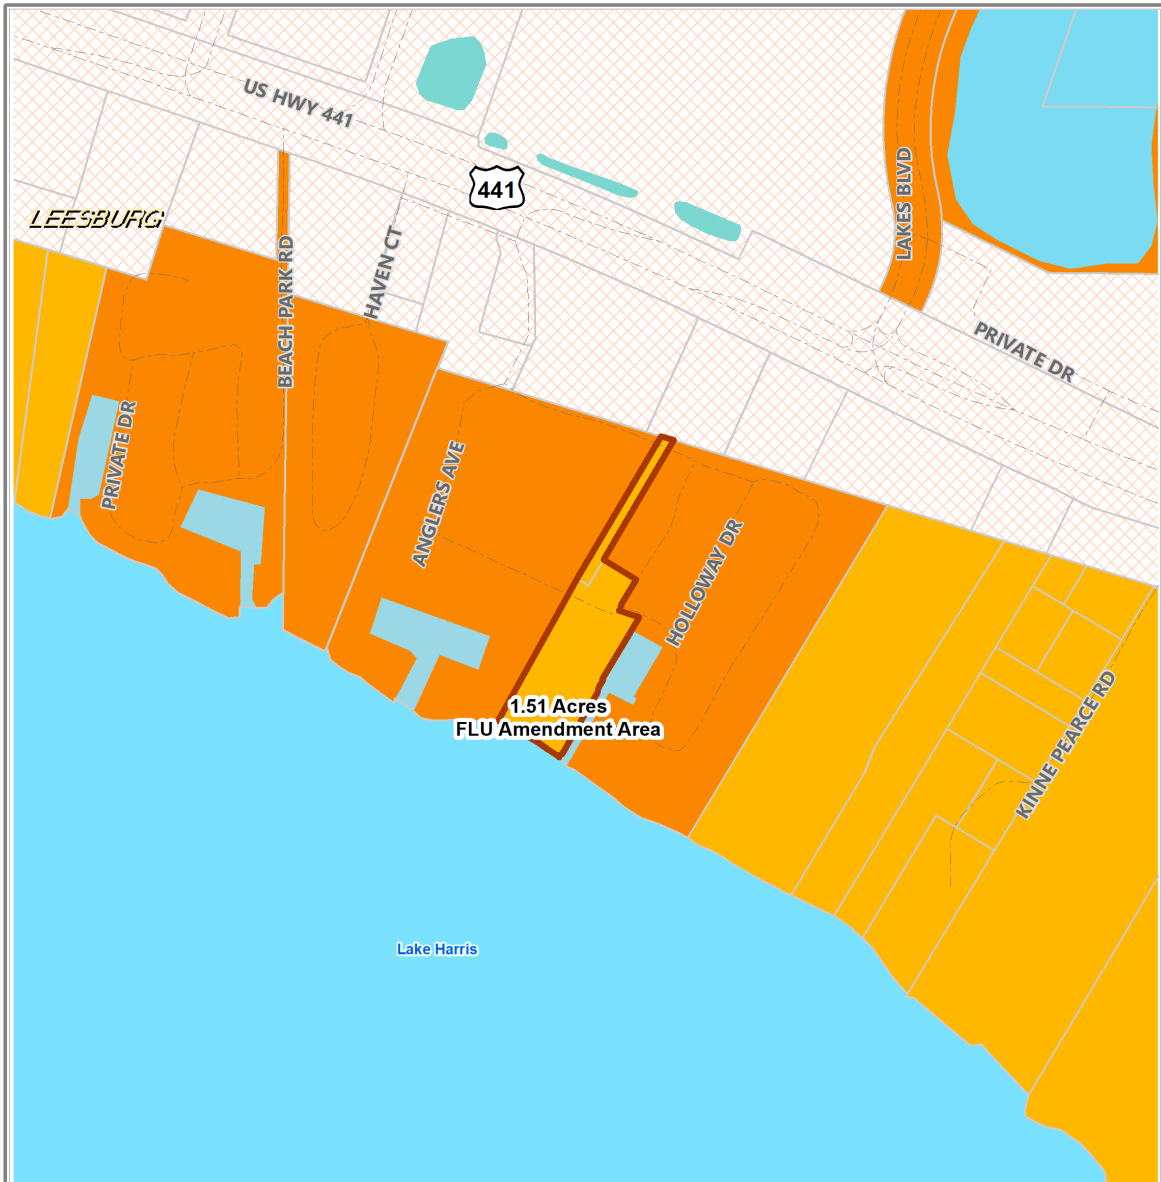 US HWY 441
441
LAKES BLVD
LEESBURG
HAVEN CT
BEACH PARK RD
PRIVATE DR
PRIVATE DR
ANGLERS AVE
HOLLOWAY DR
KINNE PEARCE RD
1.51 Acres
FLU Amendment Area
Lake Harris